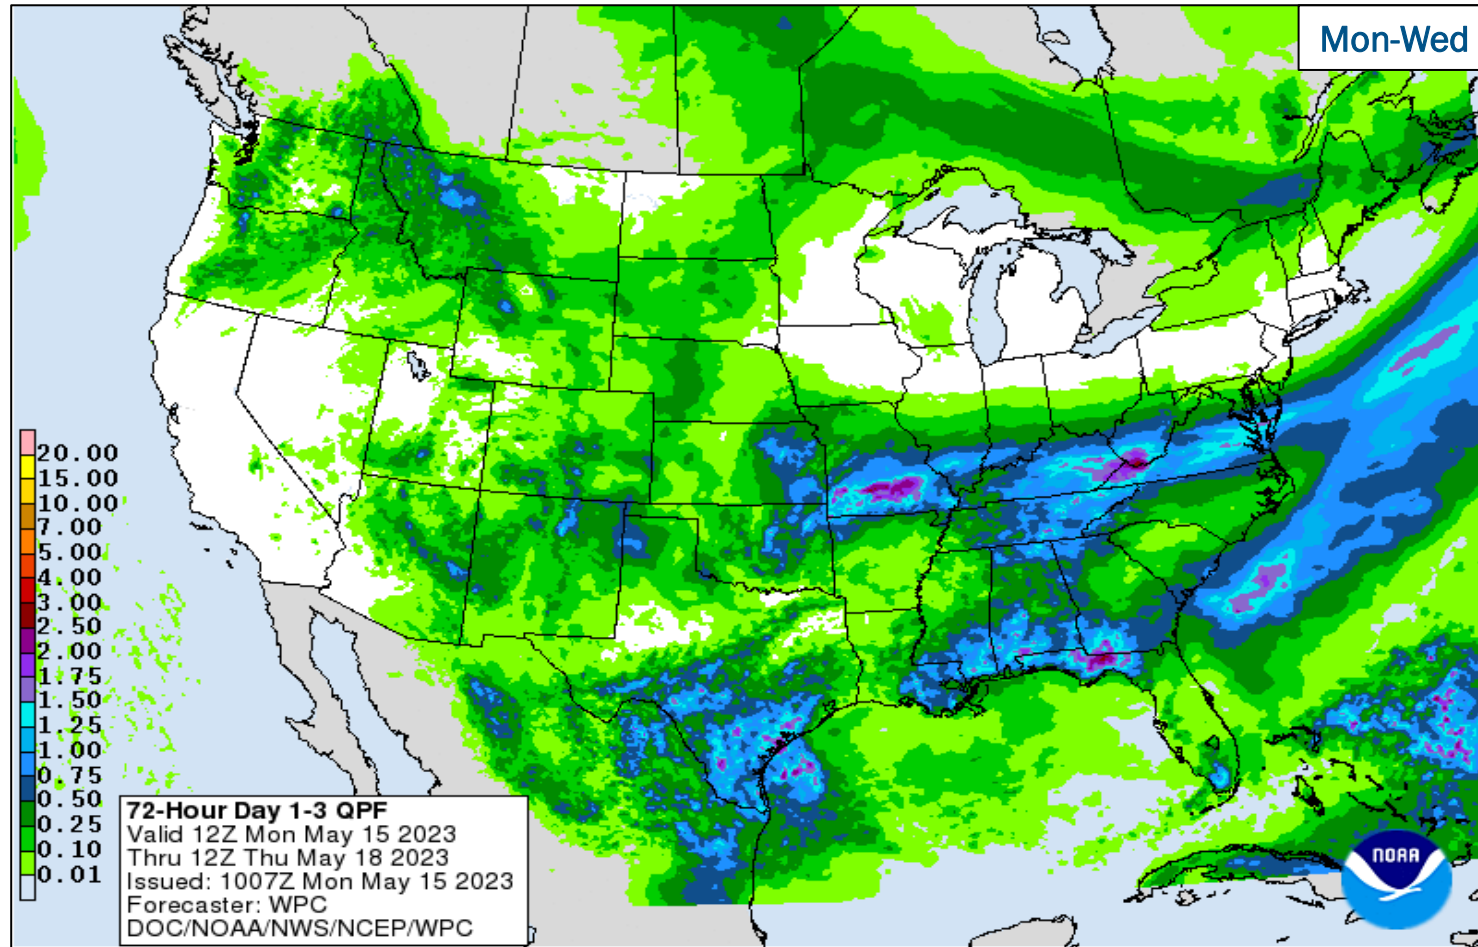 Mon-Wed
20.00
15.00
10.00
7.00
5.00
4.00
3.00
2.50
2.00
1.75
1.50
1.25
1.00
0.75
0.50
0.25
0.10
0.01
72-Hour Day 1-3 QPF
Valid 12Z Mon May 15 2023
Thru 12Z Thu May 18 2023
Issued: 1007Z Mon May 15 2023
Forecaster: WPC
DOC/NOAA/NWS/NCEP/WPC
NOAA